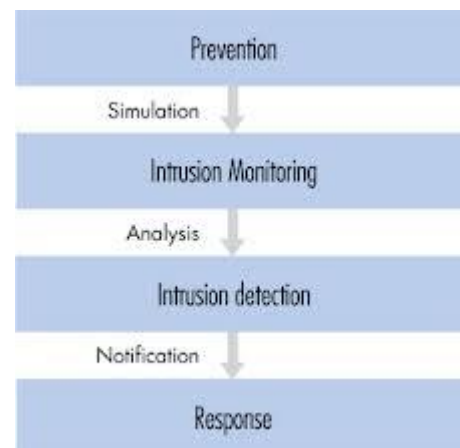 Prevention
Simulation
Intrusion Monitoring
Analysis
Intrusion detection
Notification
Response